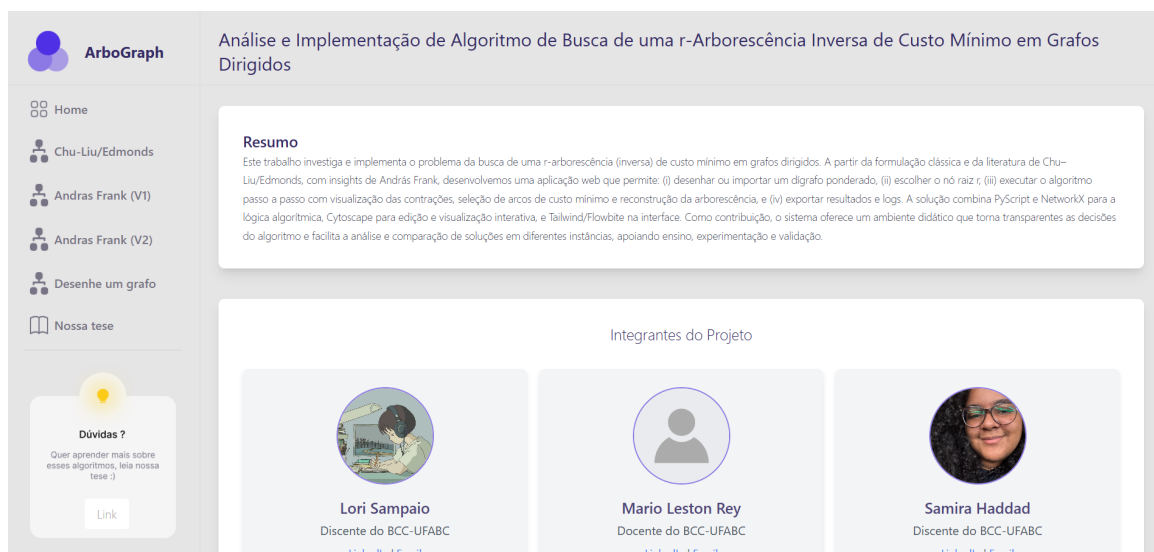 ArboGraph
Home
Chu-Liu/Edmonds
Andras Frank (V1)
Andras Frank (V2)
Desenhe um grafo
Nossa tese
Dúvidas ?
Quer aprender mais sobre
esses algoritmos, leia nossa
tese :)
Link
Análise e Implementação de Algoritmo de Busca de uma r-Arborescência Inversa de Custo Mínimo em Grafos
Dirigidos
Resumo
Este trabalho investiga e implementa o problema da busca de uma r-arborescência (inversa) de custo mínimo em grafos dirigidos. A partir da formulação clássica e da literatura de Chu–
Liu/Edmonds, com insights de András Frank, desenvolvemos uma aplicação web que permite: (i) desenhar ou importar um digrafo ponderado, (ii) escolher o nó raiz r, (iii) executar o algoritmo
passo a passo com visualização das contrações, seleção de arcos de custo mínimo e reconstrução da arborescência, e (iv) exportar resultados e logs. A solução combina PyScript e NetworkX para a
lógica algorítmica, Cytoscape para edição e visualização interativa, e Tailwind/Flowbite na interface. Como contribuição, o sistema oferece um ambiente didático que torna transparentes as decisões
do algoritmo e facilita a análise e comparação de soluções em diferentes instâncias, apoiando ensino, experimentação e validação.
Integrantes do Projeto
Lori Sampaio
Discente do BCC-UFABC
Mario Leston Rey
Docente do BCC-UFABC
Samira Haddad
Discente do BCC-UFABC